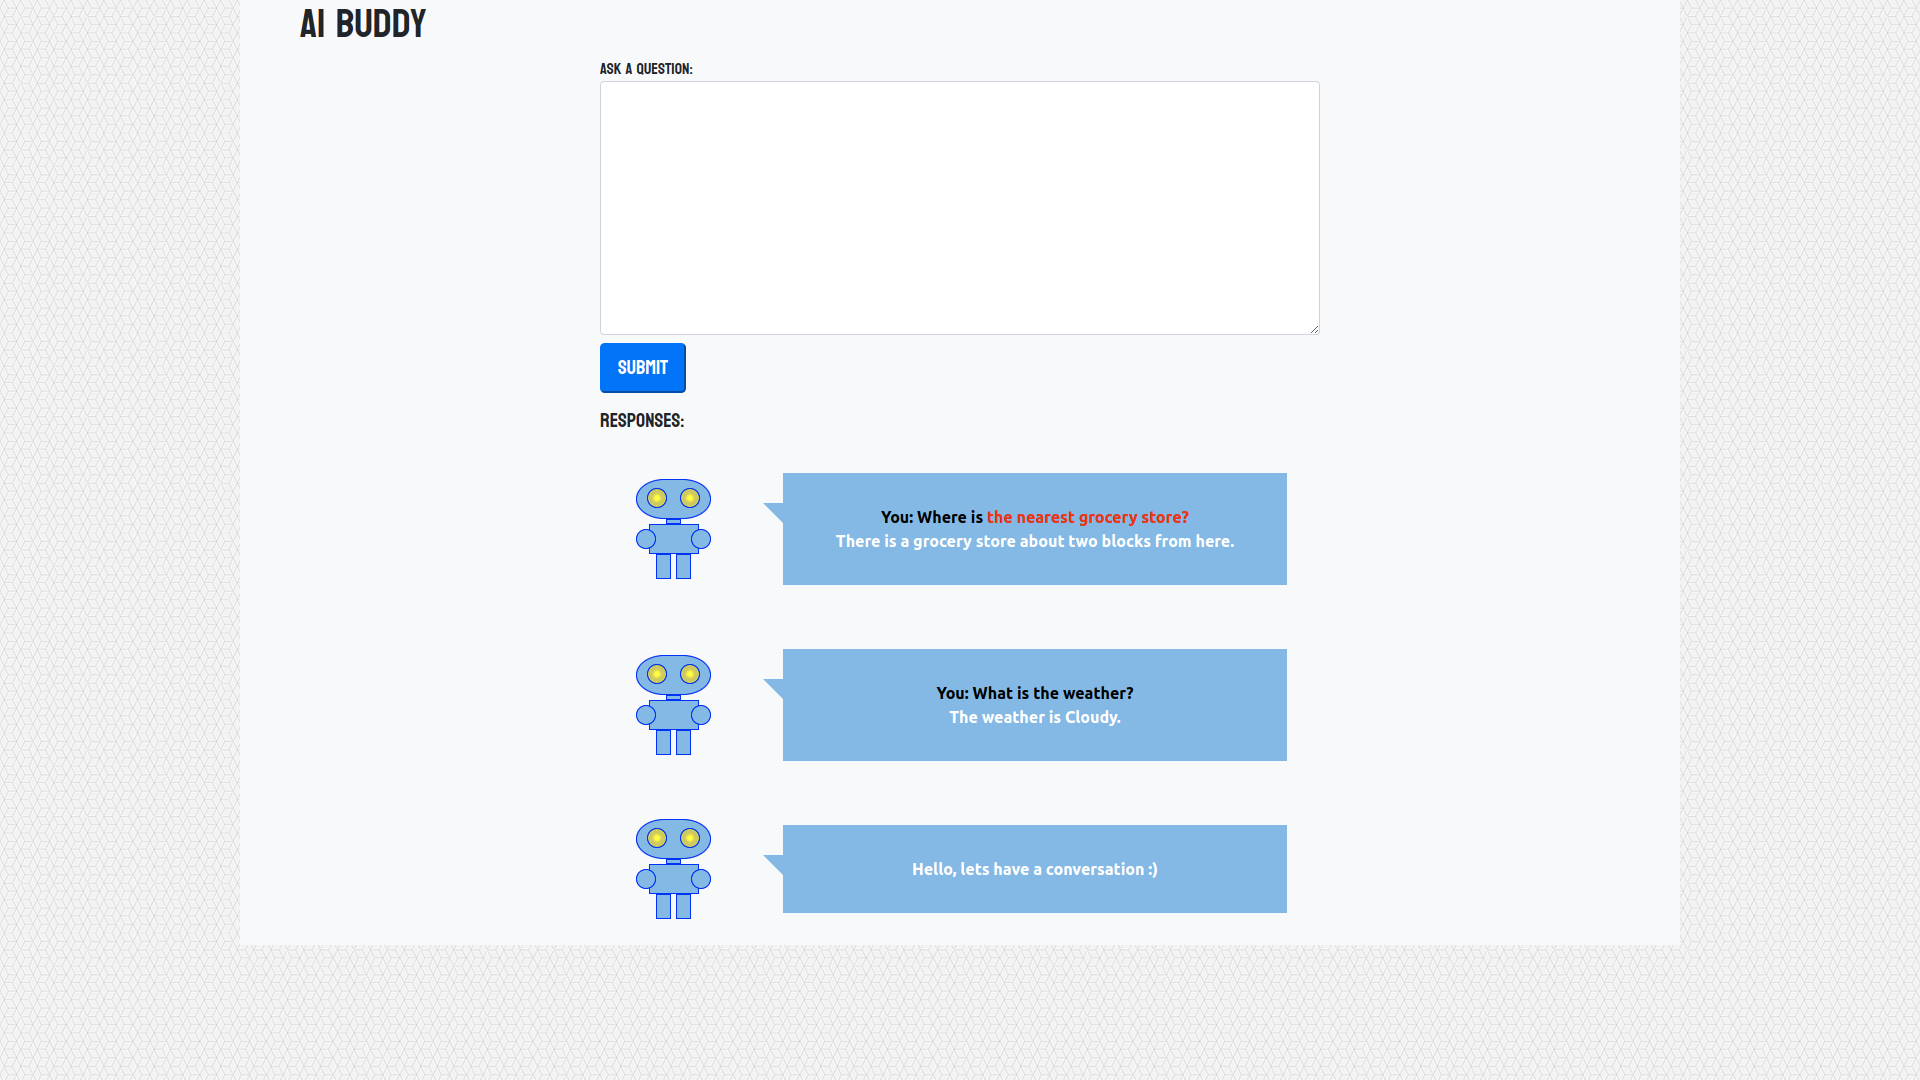 AI BUDDY
ASK A QUESTION:
SUBMIT
RESPONSES:
You: Where is the nearest grocery store?
There is a grocery store about two blocks from here.
You: What is the weather?
The weather is Cloudy.
Hello, lets have a conversation :)